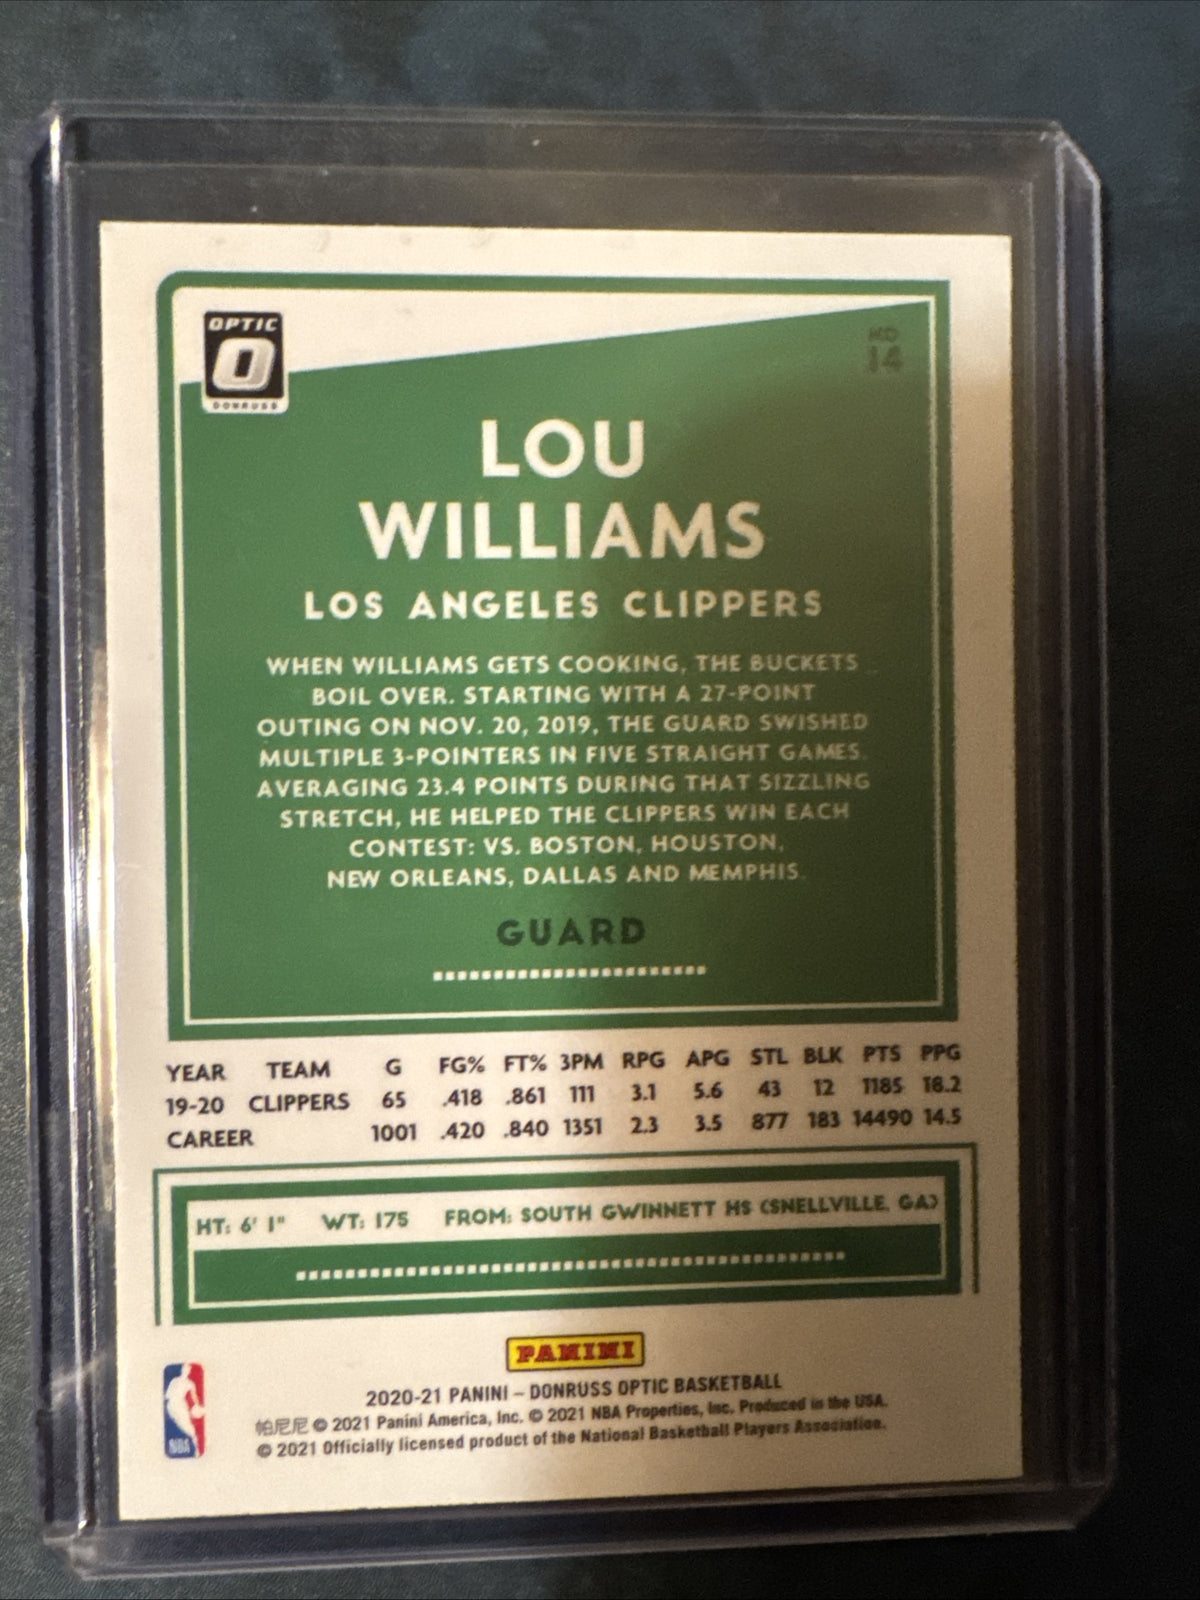 OPTIC
O
DONRUSS
NO
14
LOU
WILLIAMS
LOS ANGELES CLIPPERS
WHEN WILLIAMS GETS COOKING, THE BUCKETS
BOIL OVER. STARTING WITH A 27-POINT
OUTING ON NOV. 20, 2019, THE GUARD SWISHED
MULTIPLE 3-POINTERS IN FIVE STRAIGHT GAMES.
AVERAGING 23.4 POINTS DURING THAT SIZZLING
STRETCH, HE HELPED THE CLIPPERS WIN EACH
CONTEST: VS. BOSTON, HOUSTON,
NEW ORLEANS, DALLAS AND MEMPHIS.
GUARD
YEAR TEAM G FG% FT% 3PM RPG APG STL BLK PTS PPG
19-20 CLIPPERS 65 .418 .861 111 3.1 5.6 43 12 1185 18.2
CAREER 1001 .420 .840 1351 2.3 3.5 877 183 14490 14.5
HT: 6' 1" WT: 175 FROM: SOUTH GWINNETT HS (SNELLVILLE, GA)
PANINI
2020-21 PANINI – DONRUSS OPTIC BASKETBALL
帕尼尼 © 2021 Panini America, Inc. © 2021 NBA Properties, Inc. Produced in the USA.
© 2021 Officially licensed product of the National Basketball Players Association.
NBA